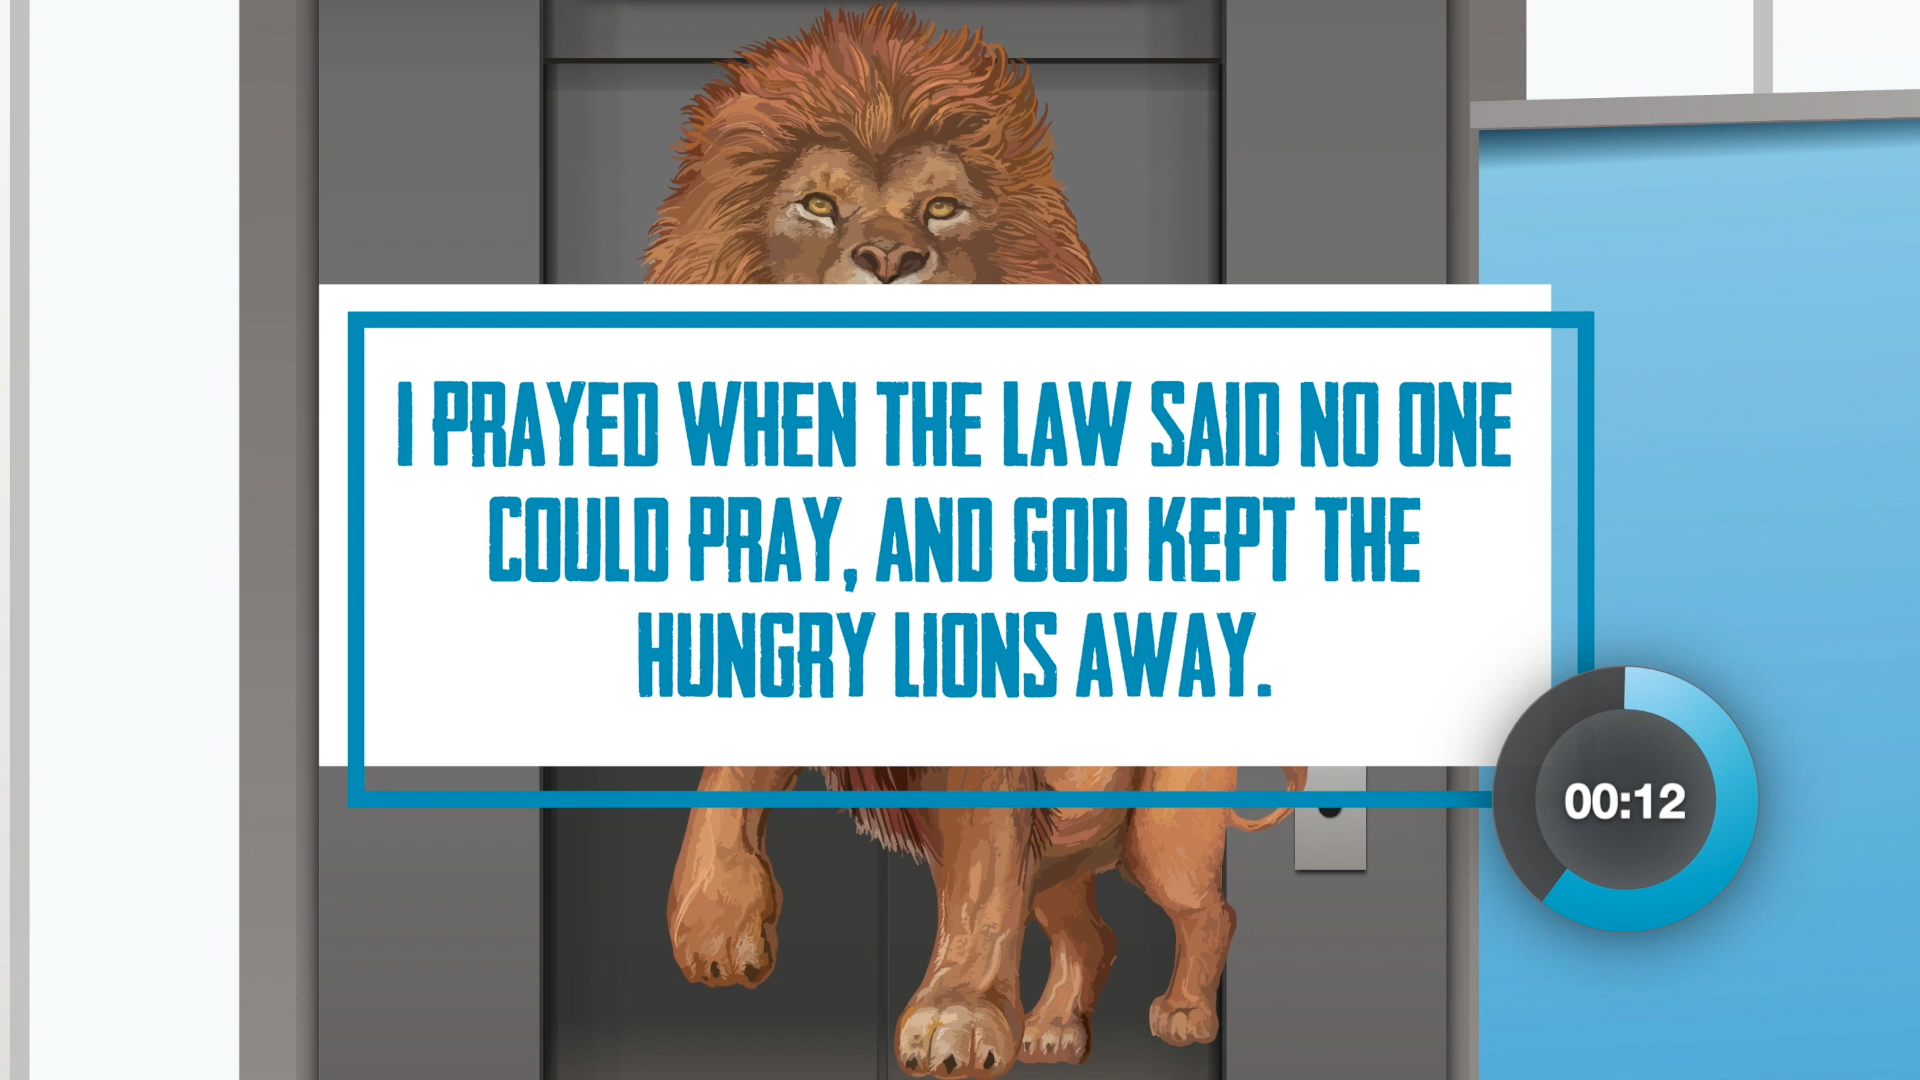 I PRAYED WHEN THE LAW SAID NO ONE
COULD PRAY, AND GOD KEPT THE
HUNGRY LIONS AWAY.
00:12